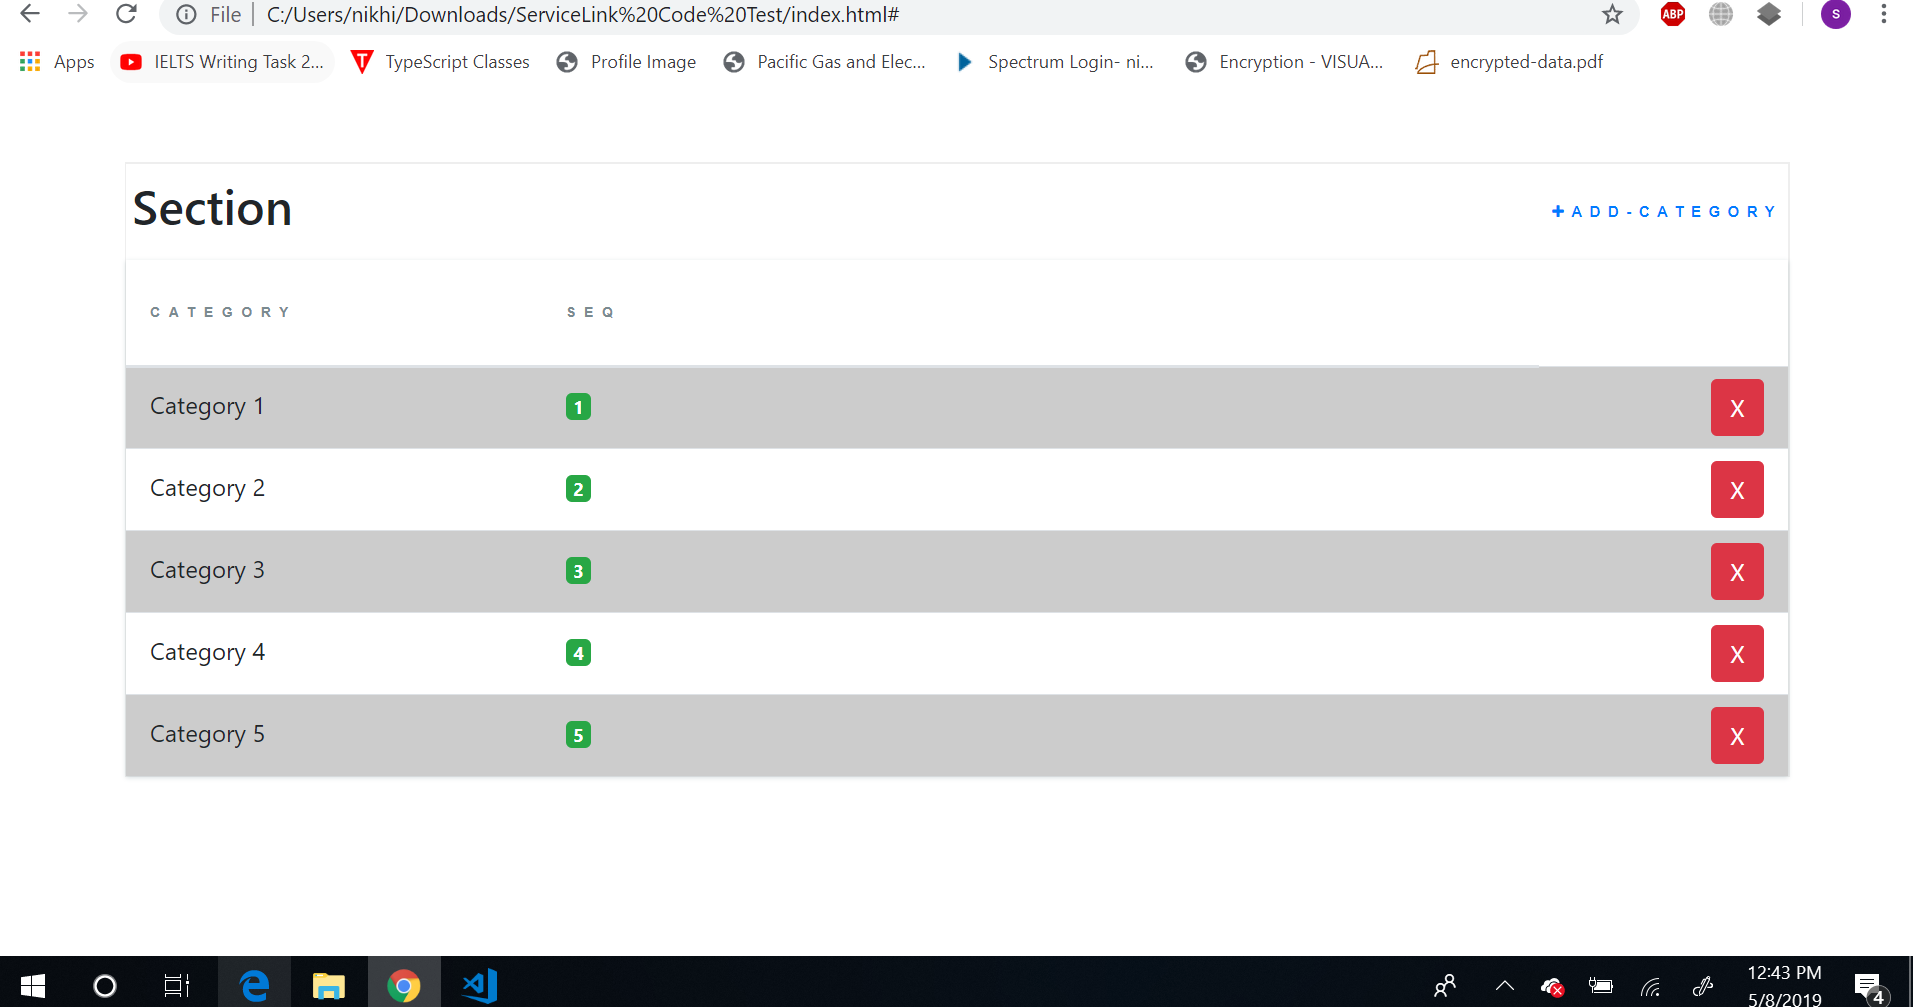 File C:/Users/nikhi/Downloads/ServiceLink%20Code%20Test/index.html#
ABP
S
Apps IELTS Writing Task 2... TypeScript Classes Profile Image Pacific Gas and Elec... Spectrum Login- ni... Encryption - VISUA... encrypted-data.pdf
Section
+ADD-CATEGORY
CATEGORY SEQ
Category 1 1 X
Category 2 2 X
Category 3 3 X
Category 4 4 X
Category 5 5 X
12:43 PM
5/8/2019
4